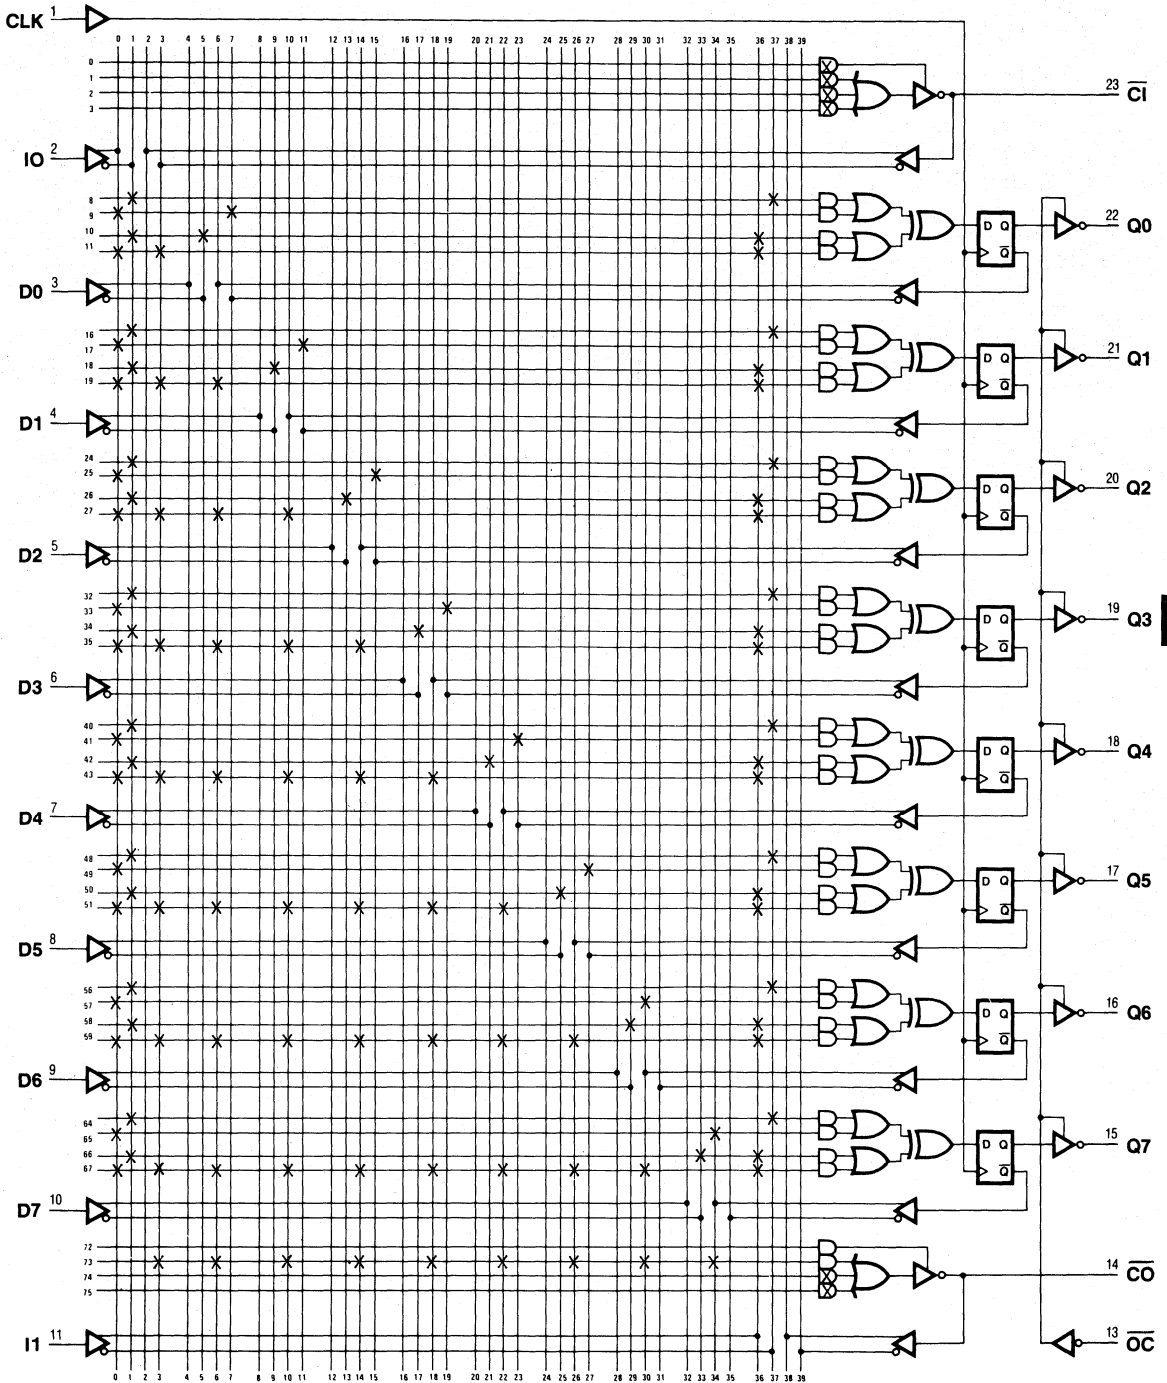 CLK 1
0 1 2 3 4 5 6 7 8 9 10 11 12 13 14 15 16 17 18 19 20 21 22 23 24 25 26 27 28 29 30 31 32 33 34 35 36 37 38 39
0
1
2
3
23 C̅I̅
IO 2
8
9
10
11
D Q
Q̅
22 Q0
D0 3
16
17
18
19
D Q
Q̅
21 Q1
D1 4
24
25
26
27
D Q
Q̅
20 Q2
D2 5
32
33
34
35
D Q
Q̅
19 Q3
D3 6
40
41
42
43
D Q
Q̅
18 Q4
D4 7
48
49
50
51
D Q
Q̅
17 Q5
D5 8
56
57
58
59
D Q
Q̅
16 Q6
D6 9
64
65
66
67
D Q
Q̅
15 Q7
D7 10
72
73
74
75
14 C̅O̅
I1 11
13 O̅C̅
0 1 2 3 4 5 6 7 8 9 10 11 12 13 14 15 16 17 18 19 20 21 22 23 24 25 26 27 28 29 30 31 32 33 34 35 36 37 38 39